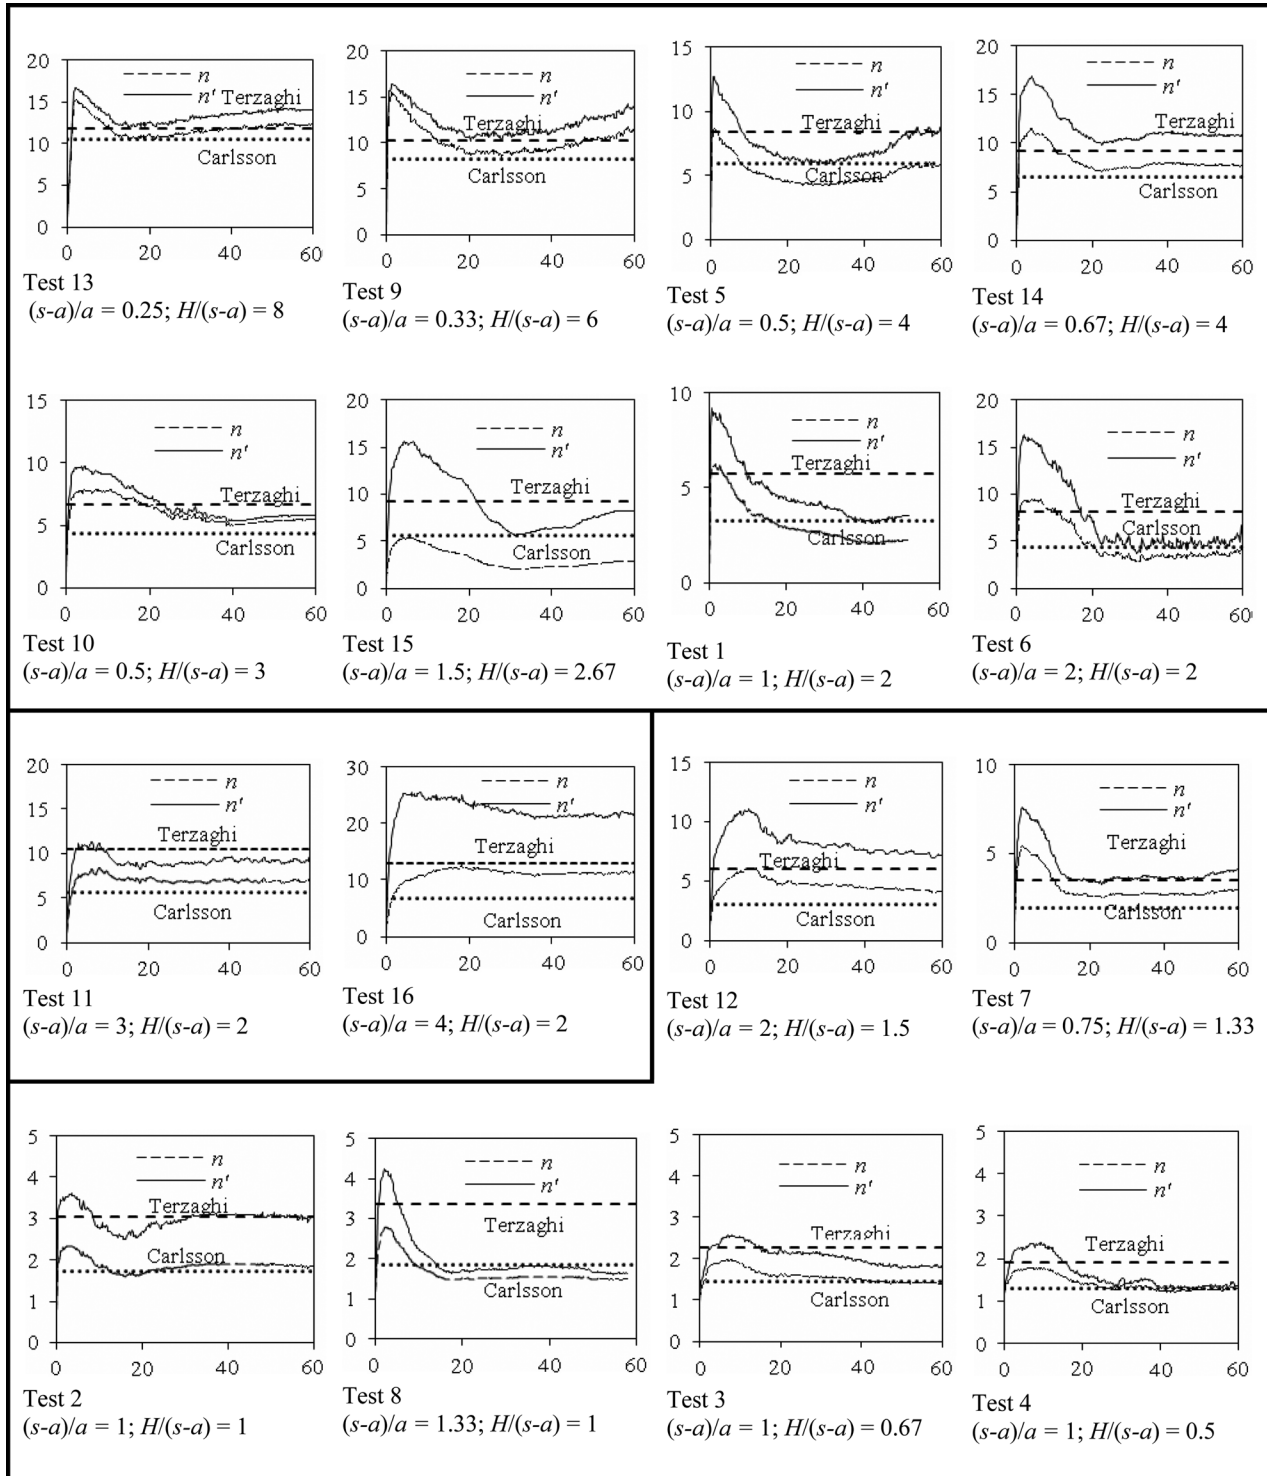 20
15
10
5
0
0 20 40 60
n
n'
Terzaghi
Carlsson
Test 13
(s-a)/a = 0.25; H/(s-a) = 8
20
15
10
5
0
0 20 40 60
n
n'
Terzaghi
Carlsson
Test 9
(s-a)/a = 0.33; H/(s-a) = 6
15
10
5
0
0 20 40 60
n
n'
Terzaghi
Carlsson
Test 5
(s-a)/a = 0.5; H/(s-a) = 4
20
15
10
5
0
0 20 40 60
n
n'
Terzaghi
Carlsson
Test 14
(s-a)/a = 0.67; H/(s-a) = 4
15
10
5
0
0 20 40 60
n
n'
Terzaghi
Carlsson
Test 10
(s-a)/a = 0.5; H/(s-a) = 3
20
15
10
5
0
0 20 40 60
n
n'
Terzaghi
Carlsson
Test 15
(s-a)/a = 1.5; H/(s-a) = 2.67
10
5
0
0 20 40 60
n
n'
Terzaghi
Carlsson
Test 1
(s-a)/a = 1; H/(s-a) = 2
20
15
10
5
0
0 20 40 60
n
n'
Terzaghi
Carlsson
Test 6
(s-a)/a = 2; H/(s-a) = 2
20
15
10
5
0
0 20 40 60
n
n'
Terzaghi
Carlsson
Test 11
(s-a)/a = 3; H/(s-a) = 2
30
20
10
0
0 20 40 60
n
n'
Terzaghi
Carlsson
Test 16
(s-a)/a = 4; H/(s-a) = 2
15
10
5
0
0 20 40 60
n
n'
Terzaghi
Carlsson
Test 12
(s-a)/a = 2; H/(s-a) = 1.5
10
5
0
0 20 40 60
n
n'
Terzaghi
Carlsson
Test 7
(s-a)/a = 0.75; H/(s-a) = 1.33
5
4
3
2
1
0
0 20 40 60
n
n'
Terzaghi
Carlsson
Test 2
(s-a)/a = 1; H/(s-a) = 1
5
4
3
2
1
0
0 20 40 60
n
n'
Terzaghi
Carlsson
Test 8
(s-a)/a = 1.33; H/(s-a) = 1
5
4
3
2
1
0
0 20 40 60
n
n'
Terzaghi
Carlsson
Test 3
(s-a)/a = 1; H/(s-a) = 0.67
5
4
3
2
1
0
0 20 40 60
n
n'
Terzaghi
Carlsson
Test 4
(s-a)/a = 1; H/(s-a) = 0.5